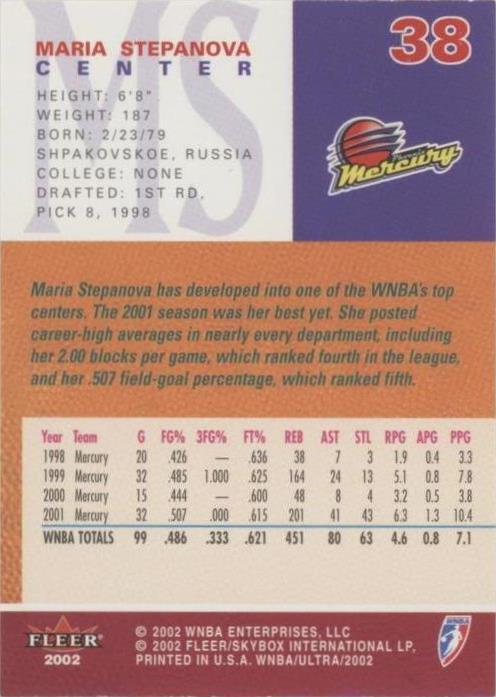 MS
38
MARIA STEPANOVA
CENTER
HEIGHT: 6'8"
WEIGHT: 187
BORN: 2/23/79
SHPAKOVSKOE, RUSSIA
COLLEGE: NONE
DRAFTED: 1ST RD,
PICK 8, 1998
Phoenix
Mercury
Maria Stepanova has developed into one of the WNBA's top
centers. The 2001 season was her best yet. She posted
career-high averages in nearly every department, including
her 2.00 blocks per game, which ranked fourth in the league,
and her .507 field-goal percentage, which ranked fifth.
Year Team G FG% 3FG% FT% REB AST STL RPG APG PPG
1998 Mercury 20 .426 — .636 38 7 3 1.9 0.4 3.3
1999 Mercury 32 .485 1.000 .625 164 24 13 5.1 0.8 7.8
2000 Mercury 15 .444 — .600 48 8 4 3.2 0.5 3.8
2001 Mercury 32 .507 .000 .615 201 41 43 6.3 1.3 10.4
WNBA TOTALS 99 .486 .333 .621 451 80 63 4.6 0.8 7.1
FLEER
2002
© 2002 WNBA ENTERPRISES, LLC
© 2002 FLEER/SKYBOX INTERNATIONAL LP,
PRINTED IN U.S.A. WNBA/ULTRA/2002
WNBA